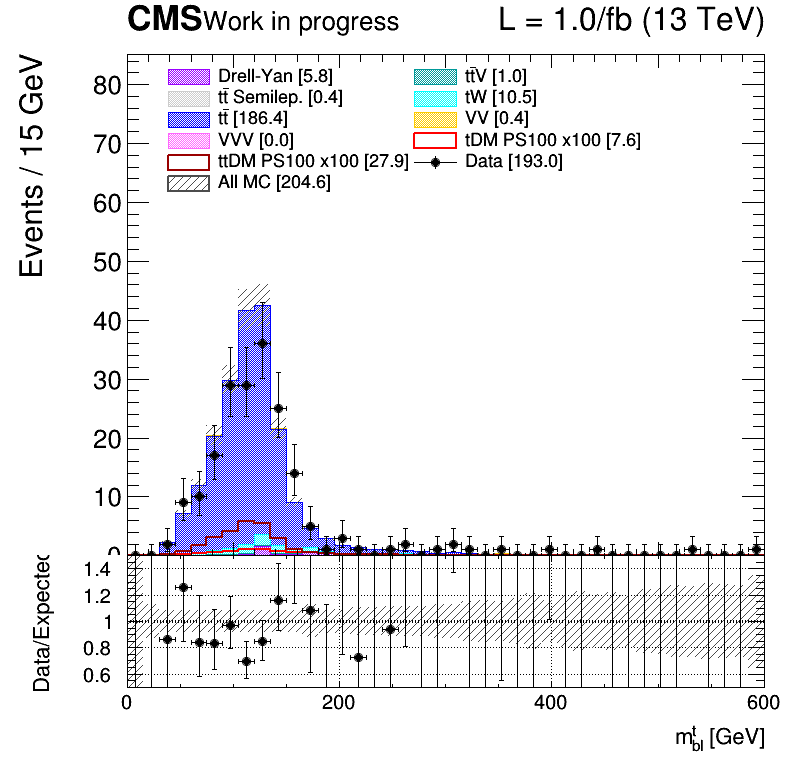 CMS Work in progress L = 1.0/fb (13 TeV)
Events / 15 GeV
80
70
60
50
40
30
20
10
0
Drell-Yan [5.8] tt̄V [1.0]
tt̄ Semilep. [0.4] tW [10.5]
tt̄ [186.4] VV [0.4]
VVV [0.0] tDM PS100 x100 [7.6]
ttDM PS100 x100 [27.9] Data [193.0]
All MC [204.6]
Data/Expected
1.4
1.2
1
0.8
0.6
0 200 400 600
m^t_bl [GeV]